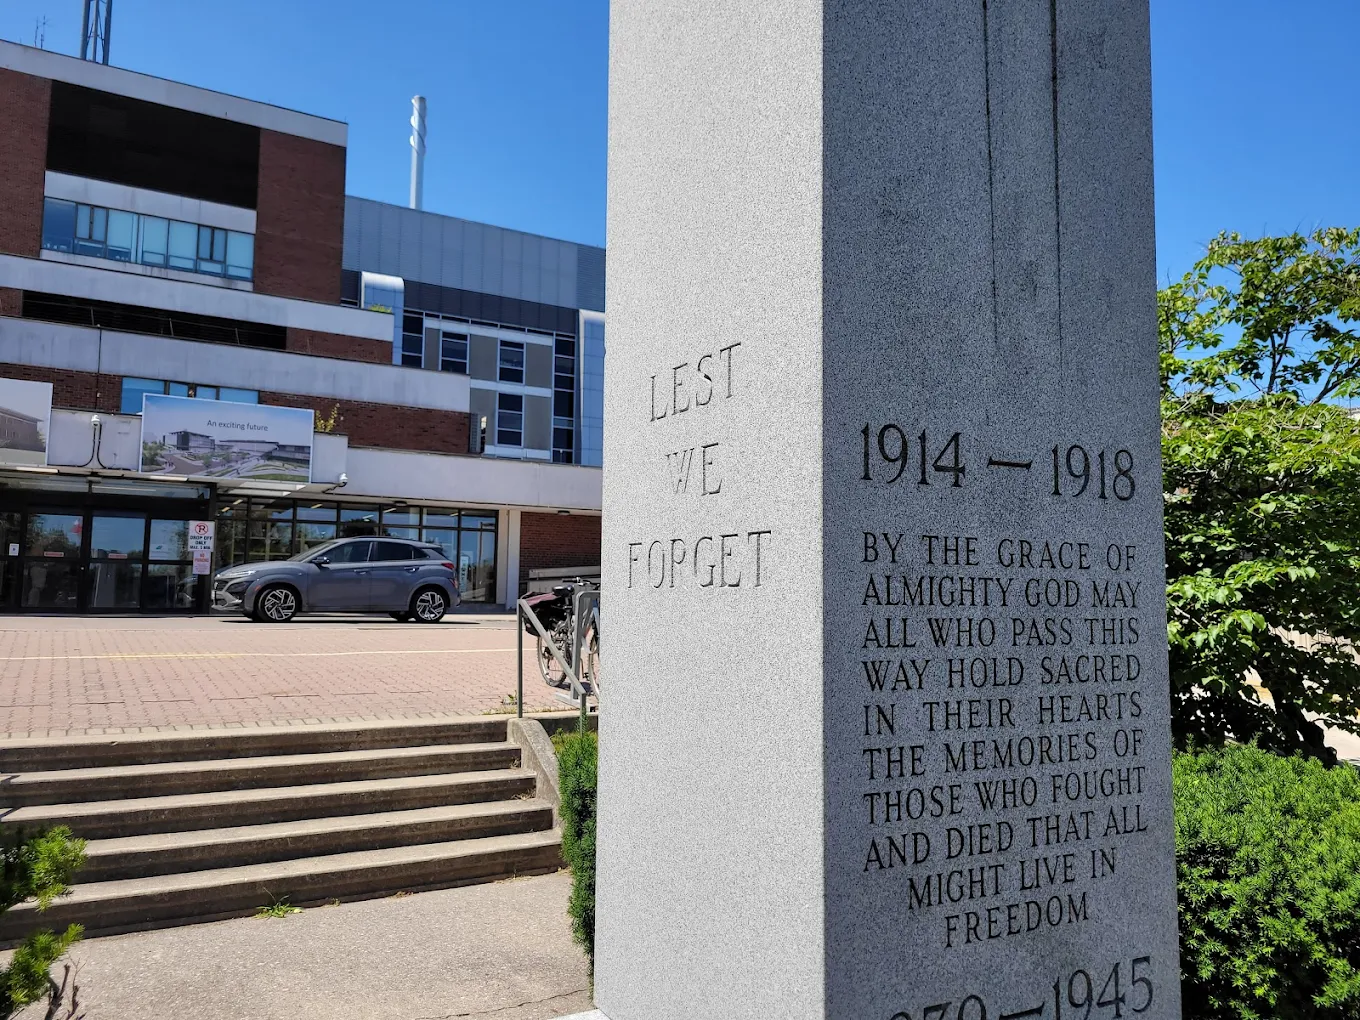 An exciting future
DROP OFF
ONLY
LEST
WE
FORGET
1914 – 1918
BY THE GRACE OF
ALMIGHTY GOD MAY
ALL WHO PASS THIS
WAY HOLD SACRED
IN THEIR HEARTS
THE MEMORIES OF
THOSE WHO FOUGHT
AND DIED THAT ALL
MIGHT LIVE IN
FREEDOM
1939 – 1945